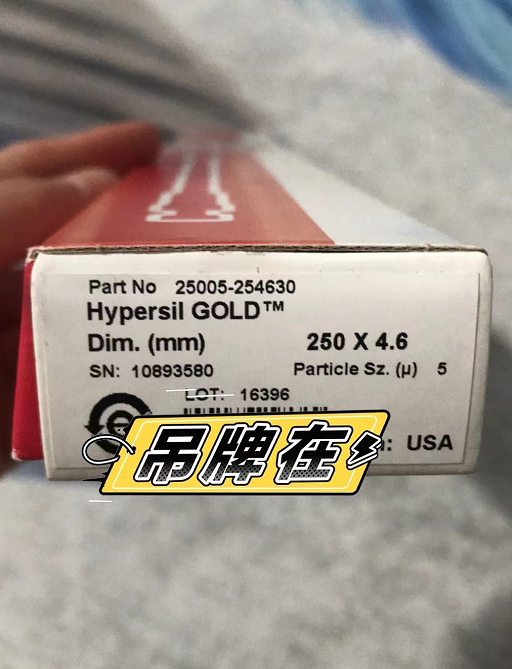 Part No 25005-254630
Hypersil GOLD™
Dim. (mm) 250 X 4.6
SN: 10893580 Particle Sz. (µ) 5
LOT: 16396
USA
吊牌在